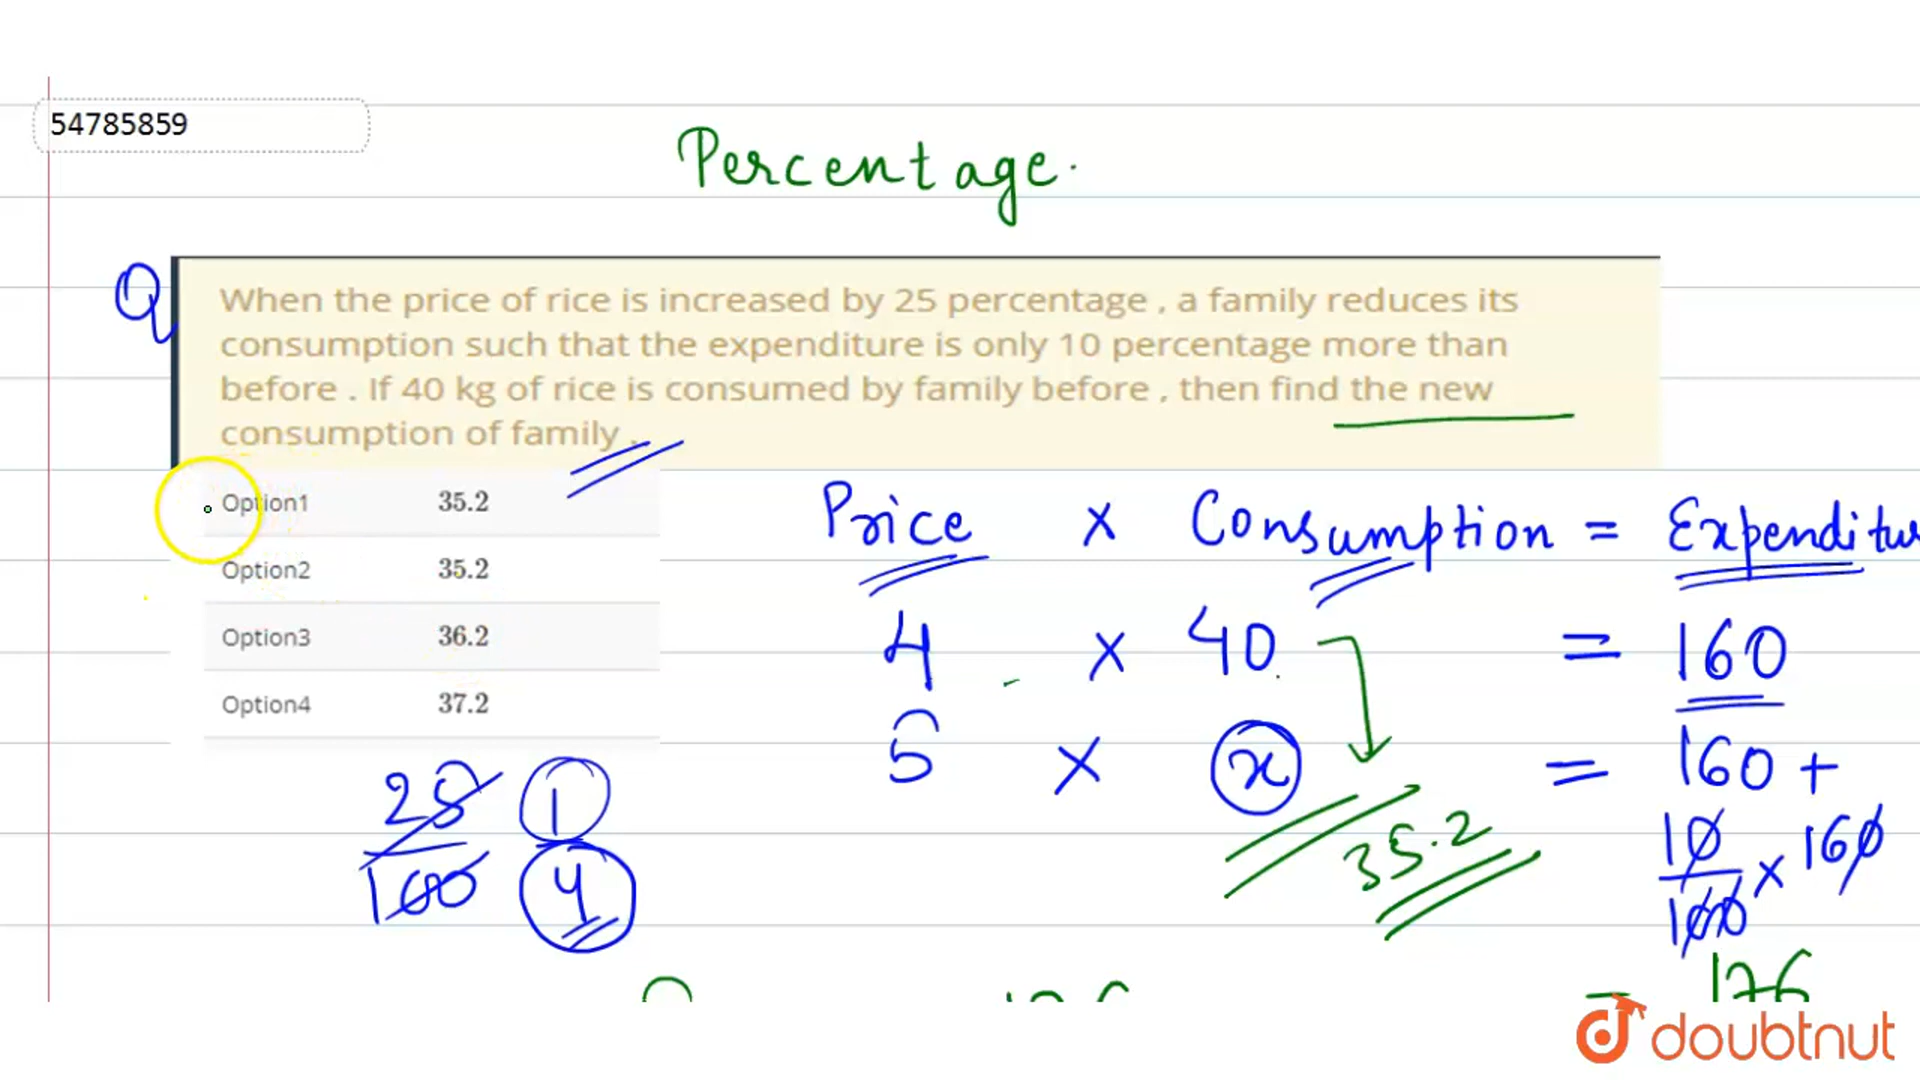 54785859
Percentage.
Q
When the price of rice is increased by 25 percentage , a family reduces its
consumption such that the expenditure is only 10 percentage more than
before . If 40 kg of rice is consumed by family before , then find the new
consumption of family .
Option1 35.2
Option2 35.2
Option3 36.2
Option4 37.2
Price x Consumption = Expenditu
4 x 40 = 160
5 x x = 160 +
10/100 x 160
35.2
25/100 1/4
= 176
doubtnut